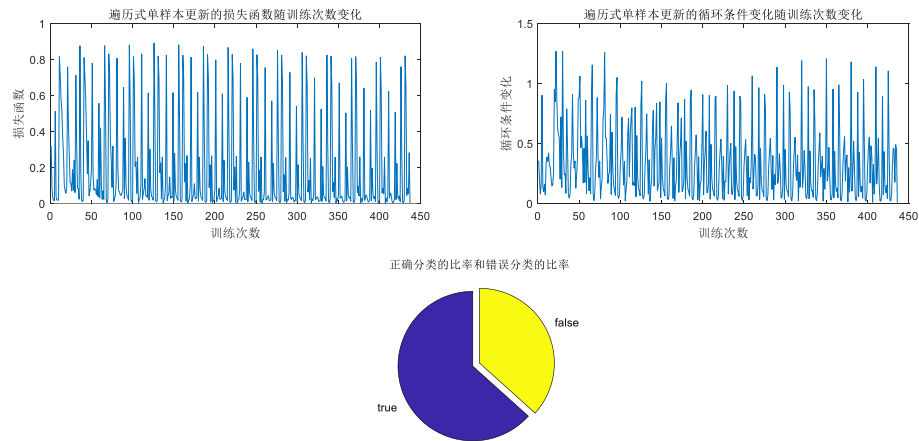 遍历式单样本更新的损失函数随训练次数变化
1
0.8
0.6
0.4
0.2
0
损失函数
0 50 100 150 200 250 300 350 400 450
训练次数
遍历式单样本更新的循环条件变化随训练次数变化
1.5
1
0.5
0
循环条件变化
0 50 100 150 200 250 300 350 400 450
训练次数
正确分类的比率和错误分类的比率
false
true